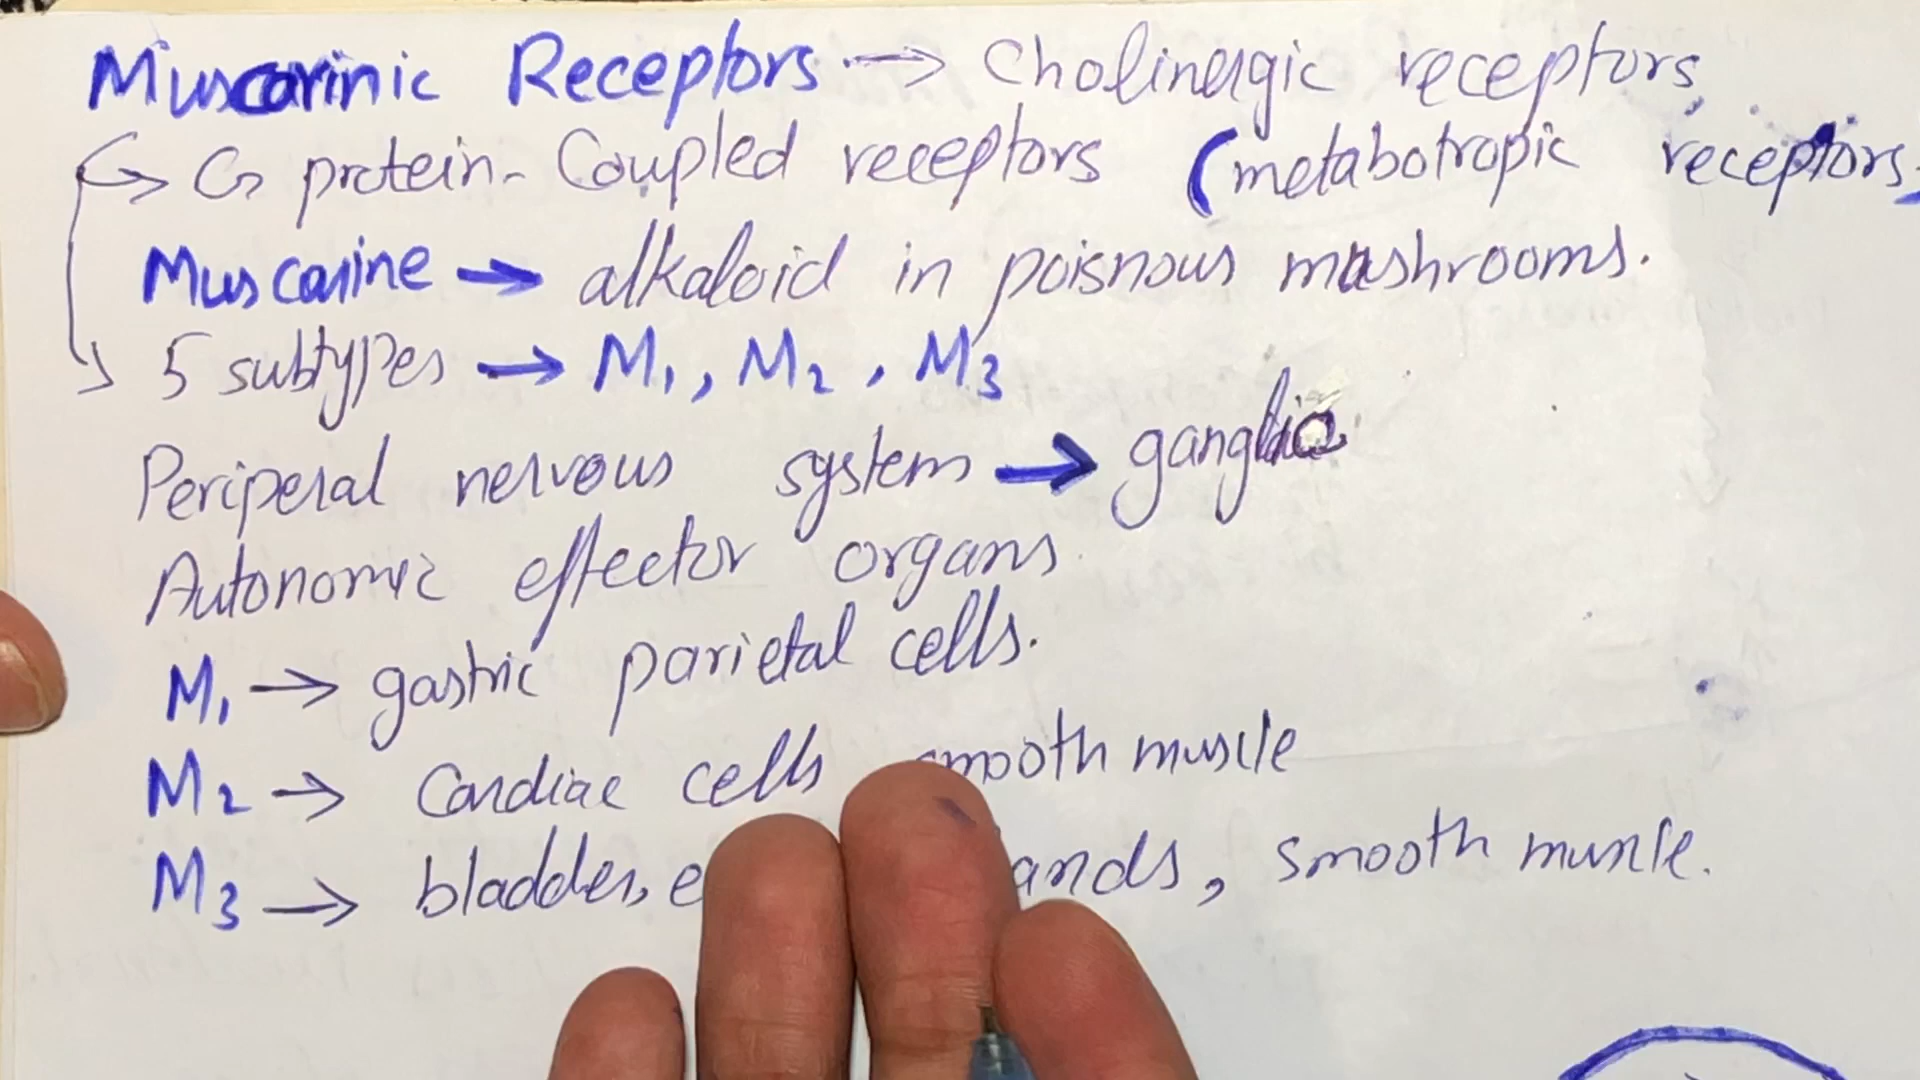 Muscarinic Receptors → Cholinergic receptors,
↳ G protein-Coupled receptors (metabotropic receptors)
Muscarine → alkaloid in poisnous mushrooms.
↳ 5 subtypes → M1, M2, M3
Periperal nervous system → ganglia
Autonomic effector organs.
M1 → gastric parietal cells.
M2 → Cardiac cells smooth muscle
M3 → bladder, smooth muscle.